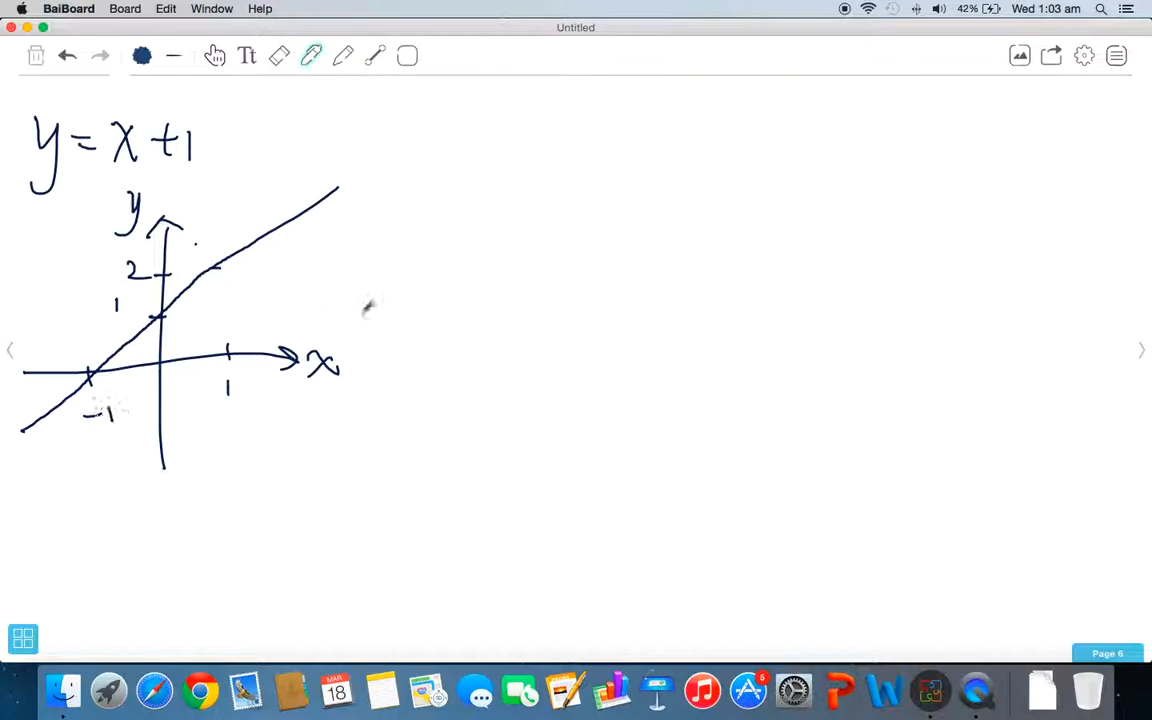 BaiBoard Board Edit Window Help 42% Wed 1:03 am
Untitled
Tt
y = x + 1
y
2
1
x
-1
1
Page 6
MAR
18
5